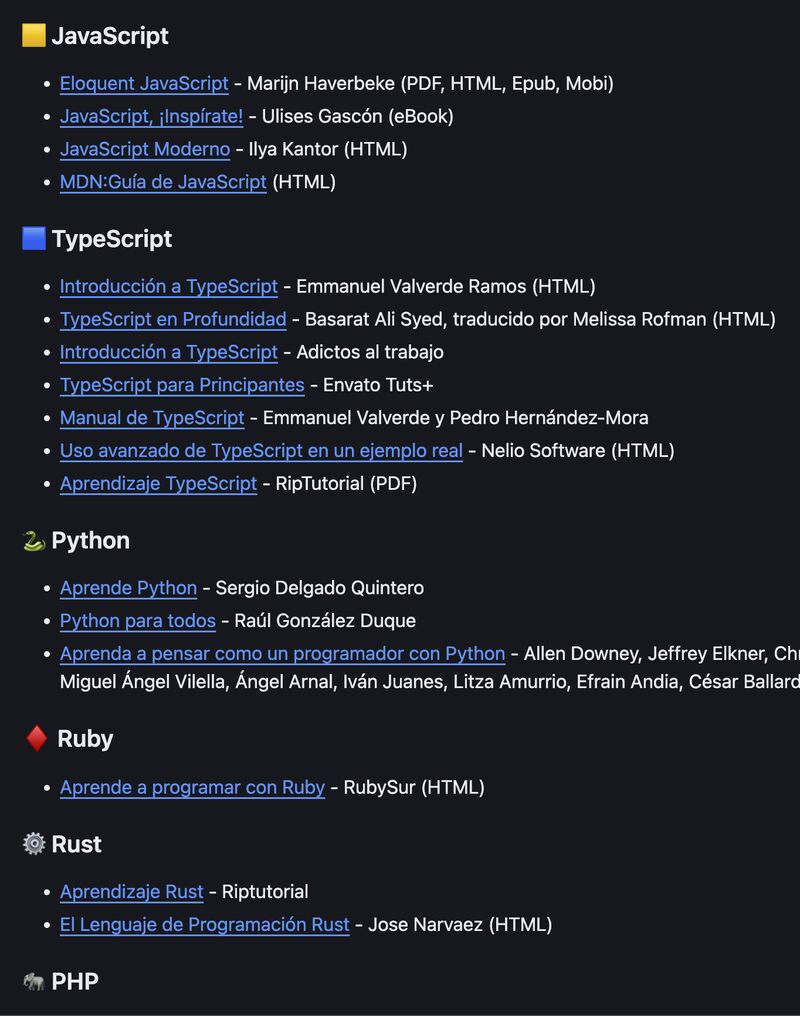 JavaScript
Eloquent JavaScript - Marijn Haverbeke (PDF, HTML, Epub, Mobi)
JavaScript, ¡Inspírate! - Ulises Gascón (eBook)
JavaScript Moderno - Ilya Kantor (HTML)
MDN:Guía de JavaScript (HTML)
TypeScript
Introducción a TypeScript - Emmanuel Valverde Ramos (HTML)
TypeScript en Profundidad - Basarat Ali Syed, traducido por Melissa Rofman (HTML)
Introducción a TypeScript - Adictos al trabajo
TypeScript para Principantes - Envato Tuts+
Manual de TypeScript - Emmanuel Valverde y Pedro Hernández-Mora
Uso avanzado de TypeScript en un ejemplo real - Nelio Software (HTML)
Aprendizaje TypeScript - RipTutorial (PDF)
Python
Aprende Python - Sergio Delgado Quintero
Python para todos - Raúl González Duque
Aprenda a pensar como un programador con Python - Allen Downey, Jeffrey Elkner,
Miguel Ángel Vilella, Ángel Arnal, Iván Juanes, Litza Amurrio, Efrain Andia, César
Ruby
Aprende a programar con Ruby - RubySur (HTML)
Rust
Aprendizaje Rust - Riptutorial
El Lenguaje de Programación Rust - Jose Narvaez (HTML)
PHP